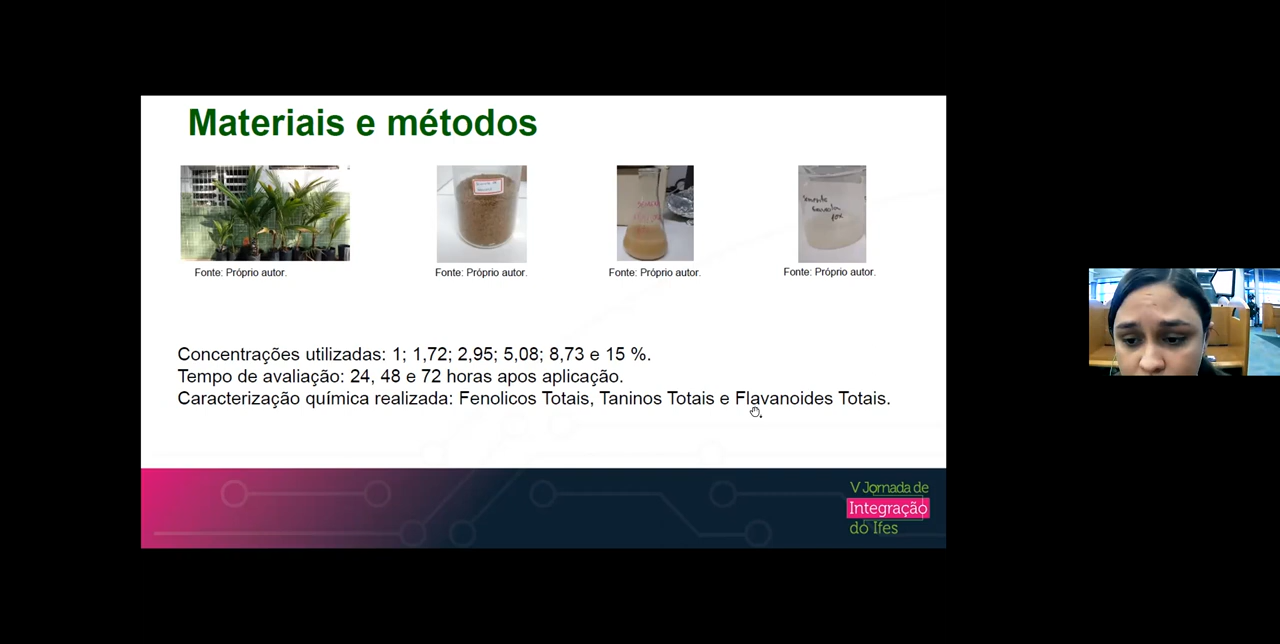 Materiais e métodos
Fonte: Próprio autor.
Fonte: Próprio autor.
Fonte: Próprio autor.
Fonte: Próprio autor.
Concentrações utilizadas: 1; 1,72; 2,95; 5,08; 8,73 e 15 %.
Tempo de avaliação: 24, 48 e 72 horas apos aplicação.
Caracterização química realizada: Fenolicos Totais, Taninos Totais e Flavanoides Totais.
V Jornada de
Integração
do Ifes